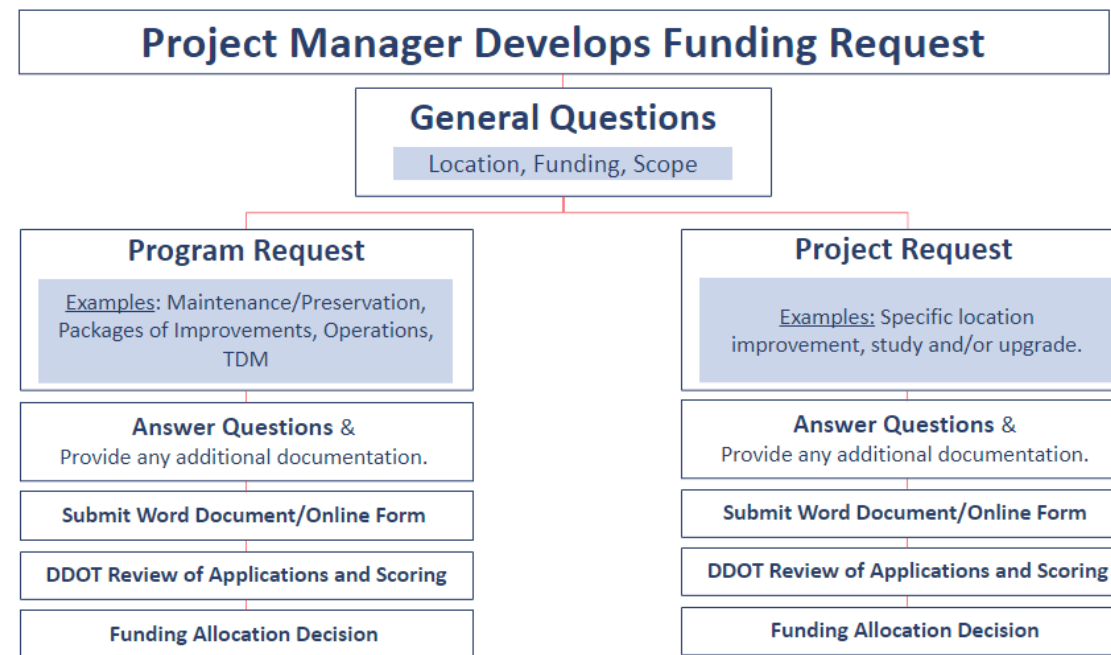 Project Manager Develops Funding Request
General Questions
Location, Funding, Scope
Program Request
Examples: Maintenance/Preservation,
Packages of Improvements, Operations,
TDM
Answer Questions &
Provide any additional documentation.
Submit Word Document/Online Form
DDOT Review of Applications and Scoring
Funding Allocation Decision
Project Request
Examples: Specific location
improvement, study and/or upgrade.
Answer Questions &
Provide any additional documentation.
Submit Word Document/Online Form
DDOT Review of Applications and Scoring
Funding Allocation Decision